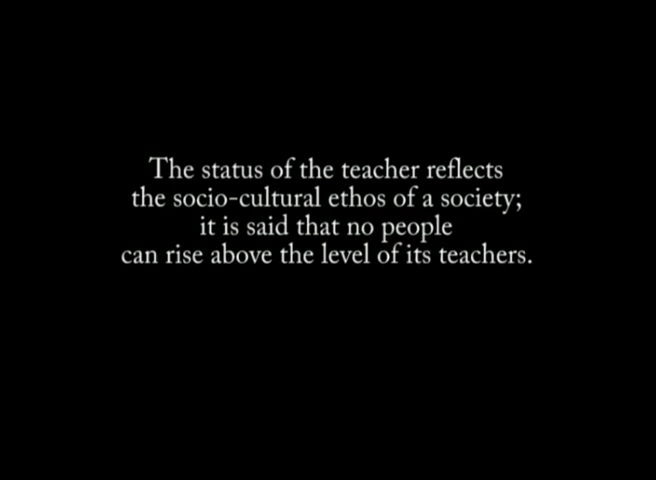 The status of the teacher reflects
the socio-cultural ethos of a society;
it is said that no people
can rise above the level of its teachers.